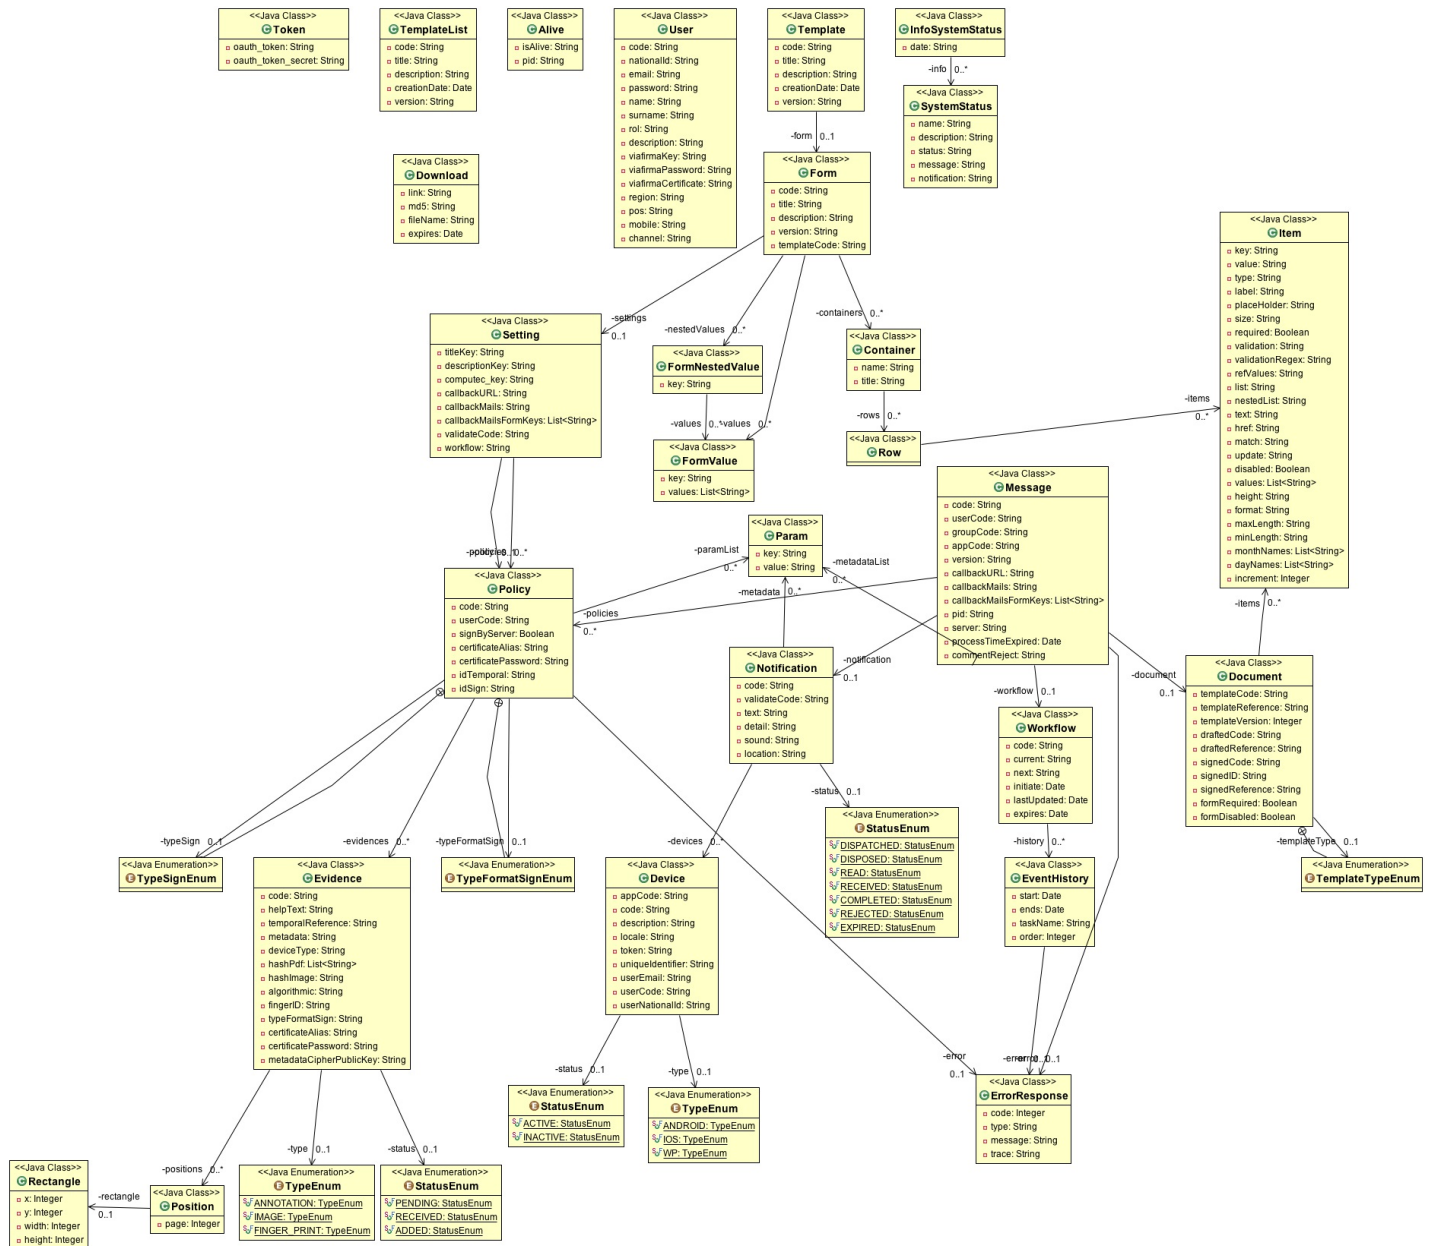 <<Java Class>>
Token
oauth_token: String
oauth_token_secret: String
<<Java Class>>
TemplateList
code: String
title: String
description: String
creationDate: Date
version: String
<<Java Class>>
Alive
isAlive: String
pid: String
<<Java Class>>
User
code: String
nationalId: String
email: String
password: String
name: String
surname: String
rol: String
description: String
viafirmaKey: String
viafirmaPassword: String
viafirmaCertificate: String
region: String
pos: String
mobile: String
channel: String
<<Java Class>>
Template
code: String
title: String
description: String
creationDate: Date
version: String
-form 0..1
<<Java Class>>
InfoSystemStatus
date: String
-info 0..*
<<Java Class>>
SystemStatus
name: String
description: String
status: String
message: String
notification: String
<<Java Class>>
Download
link: String
md5: String
fileName: String
expires: Date
<<Java Class>>
Form
code: String
title: String
description: String
version: String
templateCode: String
-settings
0..1
-nestedValues 0..*
-values 0..*
-containers 0..*
<<Java Class>>
Item
key: String
value: String
type: String
label: String
placeHolder: String
size: String
required: Boolean
validation: String
validationRegex: String
refValues: String
list: String
nestedList: String
text: String
href: String
match: String
update: String
disabled: Boolean
values: List<String>
height: String
format: String
maxLength: String
minLength: String
monthNames: List<String>
dayNames: List<String>
increment: Integer
<<Java Class>>
Setting
titleKey: String
descriptionKey: String
computec_key: String
callbackURL: String
callbackMails: String
callbackMailsFormKeys: List<String>
validateCode: String
workflow: String
-policy 0..1
-policies 0..*
<<Java Class>>
FormNestedValue
key: String
-values 0..*
<<Java Class>>
FormValue
key: String
values: List<String>
<<Java Class>>
Container
name: String
title: String
-rows 0..*
<<Java Class>>
Row
-items
0..*
<<Java Class>>
Message
code: String
userCode: String
groupCode: String
appCode: String
version: String
callbackURL: String
callbackMails: String
callbackMailsFormKeys: List<String>
pid: String
server: String
processTimeExpired: Date
commentReject: String
<<Java Class>>
Param
key: String
value: String
-paramList
0..*
-metadataList
0..*
-metadata 0..*
-policies
0..*
<<Java Class>>
Policy
code: String
userCode: String
signByServer: Boolean
certificateAlias: String
certificatePassword: String
idTemporal: String
idSign: String
<<Java Class>>
Notification
code: String
validateCode: String
text: String
detail: String
sound: String
location: String
-notification
0..1
-workflow 0..1
-document
0..1
-items 0..*
<<Java Class>>
Document
templateCode: String
templateReference: String
templateVersion: Integer
draftedCode: String
draftedReference: String
signedCode: String
signedID: String
signedReference: String
formRequired: Boolean
formDisabled: Boolean
<<Java Class>>
Workflow
code: String
current: String
next: String
initiate: Date
lastUpdated: Date
expires: Date
-history 0..*
-status 0..1
<<Java Enumeration>>
StatusEnum
DISPATCHED: StatusEnum
DISPOSED: StatusEnum
READ: StatusEnum
RECEIVED: StatusEnum
COMPLETED: StatusEnum
REJECTED: StatusEnum
EXPIRED: StatusEnum
-templateType 0..1
<<Java Enumeration>>
TemplateTypeEnum
-typeSign 0..1
<<Java Enumeration>>
TypeSignEnum
-evidences 0..*
<<Java Class>>
Evidence
code: String
helpText: String
temporalReference: String
metadata: String
deviceType: String
hashPdf: List<String>
hashImage: String
algorithmic: String
fingerID: String
typeFormatSign: String
certificateAlias: String
certificatePassword: String
metadataCipherPublicKey: String
-typeFormatSign 0..1
<<Java Enumeration>>
TypeFormatSignEnum
-devices 0..*
<<Java Class>>
Device
appCode: String
code: String
description: String
locale: String
token: String
uniqueIdentifier: String
userEmail: String
userCode: String
userNationalId: String
<<Java Class>>
EventHistory
start: Date
ends: Date
taskName: String
order: Integer
-error
0..1
-error 0..1
-error 0..1
<<Java Class>>
ErrorResponse
code: Integer
type: String
message: String
trace: String
-status 0..1
<<Java Enumeration>>
StatusEnum
ACTIVE: StatusEnum
INACTIVE: StatusEnum
-type 0..1
<<Java Enumeration>>
TypeEnum
ANDROID: TypeEnum
IOS: TypeEnum
WP: TypeEnum
-positions 0..*
<<Java Class>>
Position
page: Integer
-rectangle
0..1
<<Java Class>>
Rectangle
x: Integer
y: Integer
width: Integer
height: Integer
-type 0..1
<<Java Enumeration>>
TypeEnum
ANNOTATION: TypeEnum
IMAGE: TypeEnum
FINGER_PRINT: TypeEnum
-status 0..1
<<Java Enumeration>>
StatusEnum
PENDING: StatusEnum
RECEIVED: StatusEnum
ADDED: StatusEnum